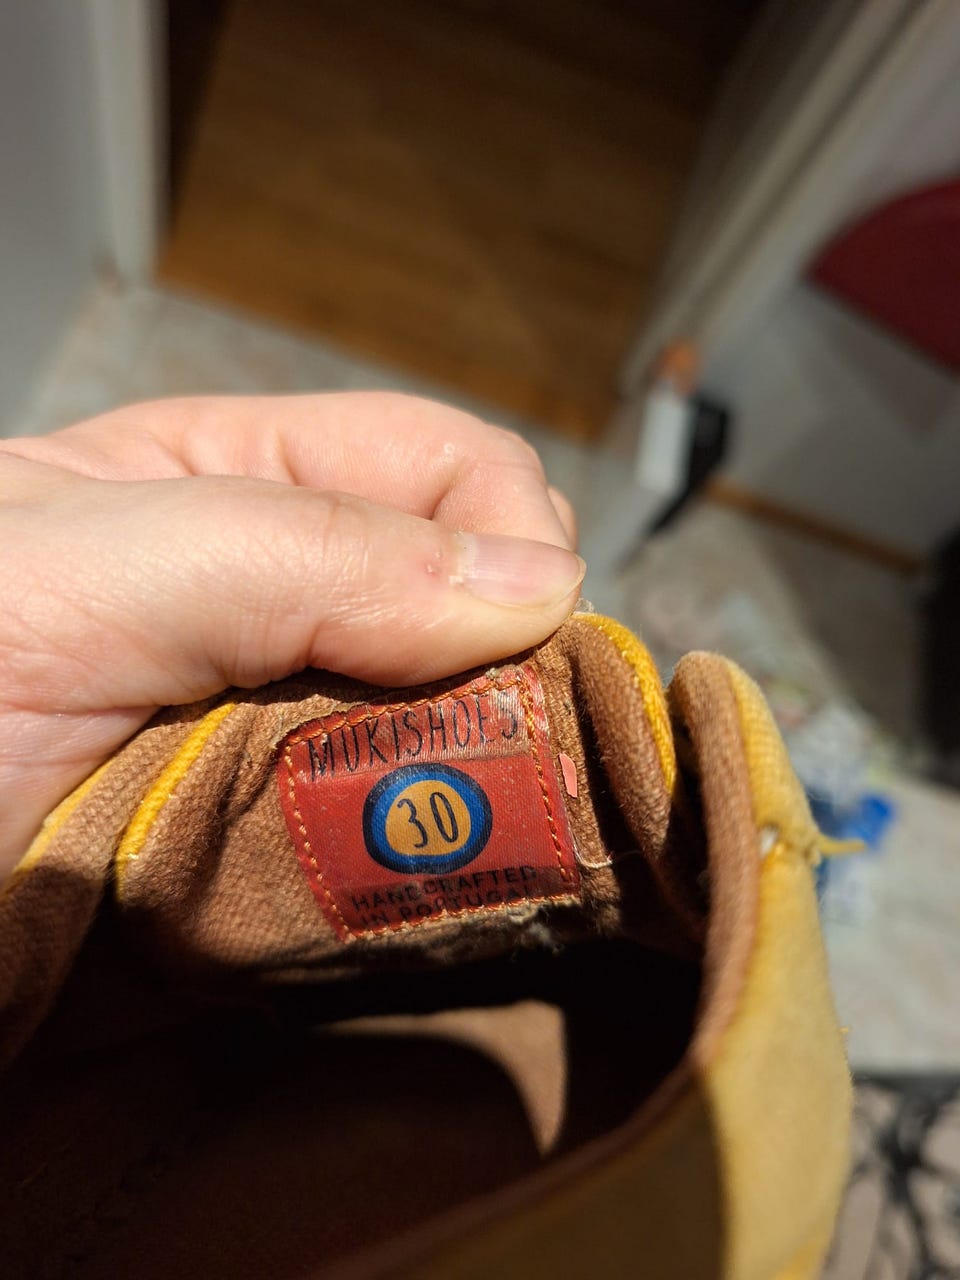 MUKISHOES
30
HANDCRAFTED
IN PORTUGAL